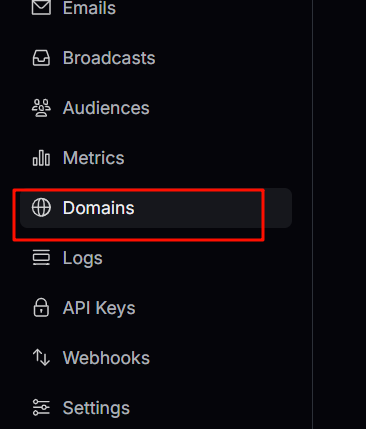 Emails
Broadcasts
Audiences
Metrics
Domains
Logs
API Keys
Webhooks
Settings